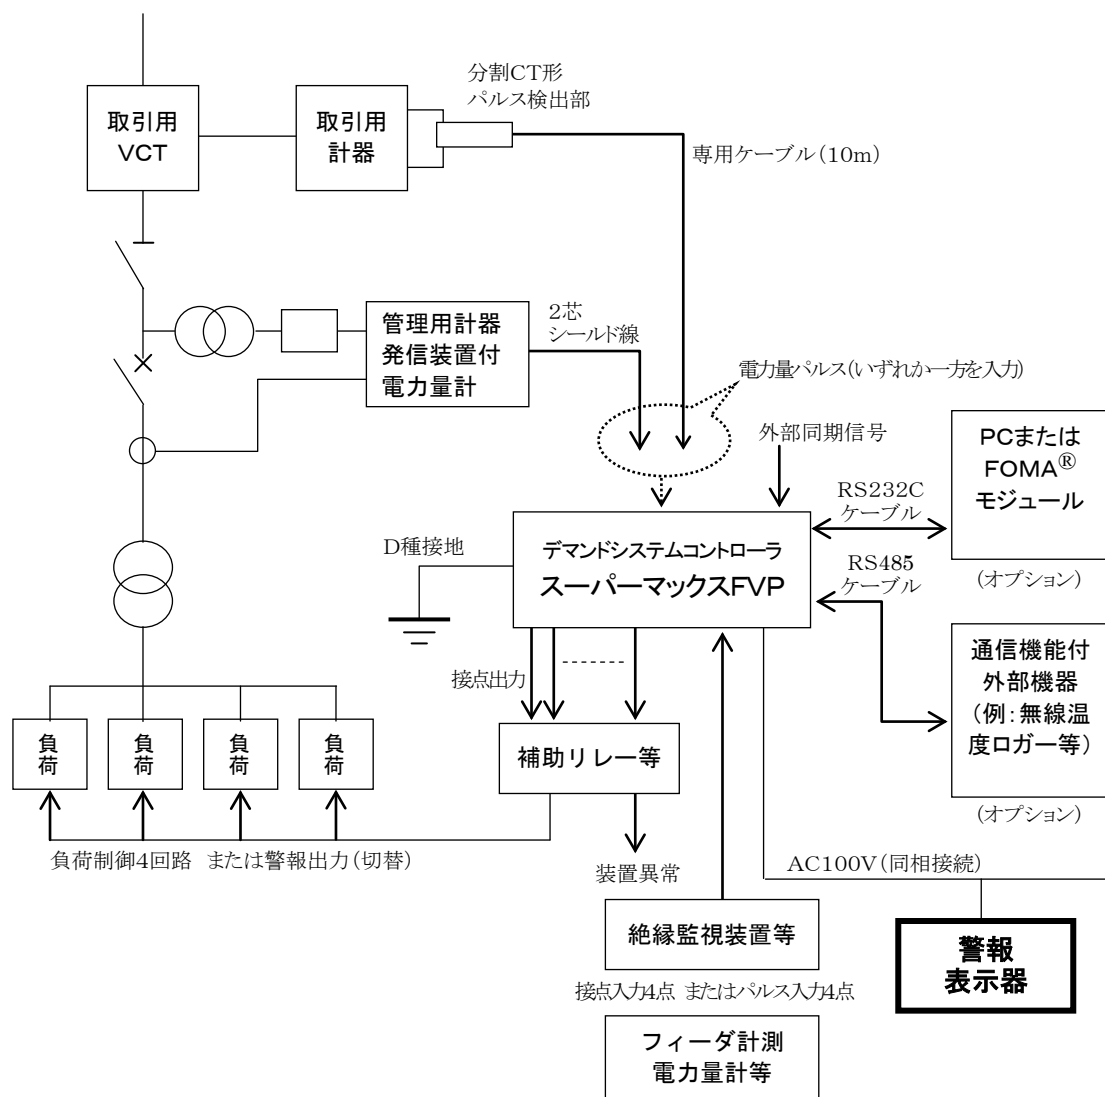 分割CT形
パルス検出部
取引用
VCT
取引用
計器
専用ケーブル(10m)
管理用計器
発信装置付
電力量計
2芯
シールド線
電力量パルス(いずれか一方を入力)
外部同期信号
PCまたは
FOMA®
モジュール
(オプション)
RS232C
ケーブル
D種接地
デマンドシステムコントローラ
スーパーマックスFVP
RS485
ケーブル
通信機能付
外部機器
(例:無線温
度ロガー等)
(オプション)
接点出力
負荷
負荷
負荷
負荷
補助リレー等
負荷制御4回路 または警報出力(切替)
装置異常
AC100V(同相接続)
絶縁監視装置等
警報
表示器
接点入力4点 またはパルス入力4点
フィーダ計測
電力量計等